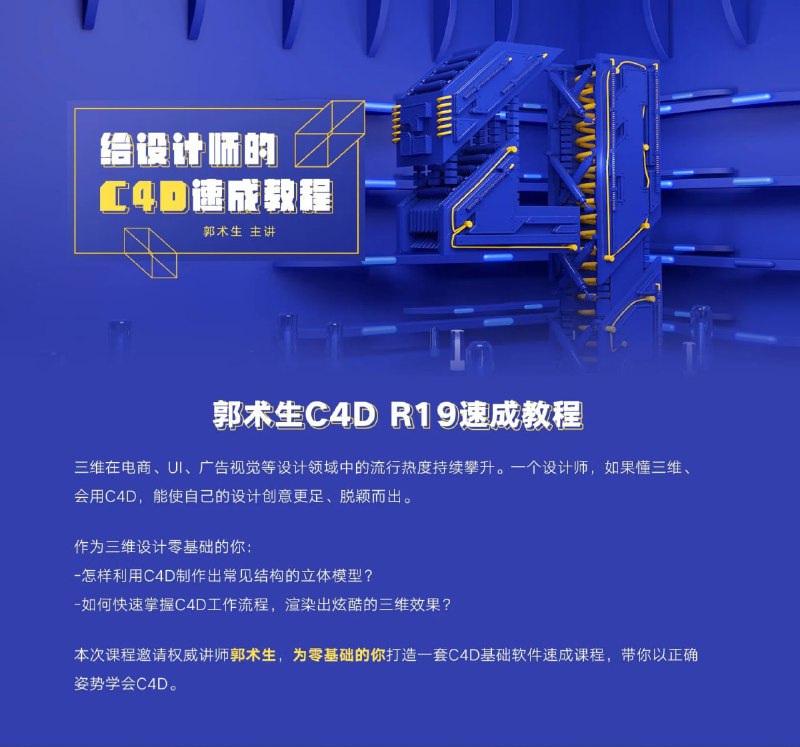 给设计师的
C4D速成教程
郭术生 主讲
郭术生C4D R19速成教程
三维在电商、UI、广告视觉等设计领域中的流行热度持续攀升。一个设计师，如果懂三维、
会用C4D，能使自己的设计创意更足、脱颖而出。
作为三维设计零基础的你：
-怎样利用C4D制作出常见结构的立体模型？
-如何快速掌握C4D工作流程，渲染出炫酷的三维效果？
本次课程邀请权威讲师郭术生，为零基础的你打造一套C4D基础软件速成课程，带你以正确
姿势学会C4D。